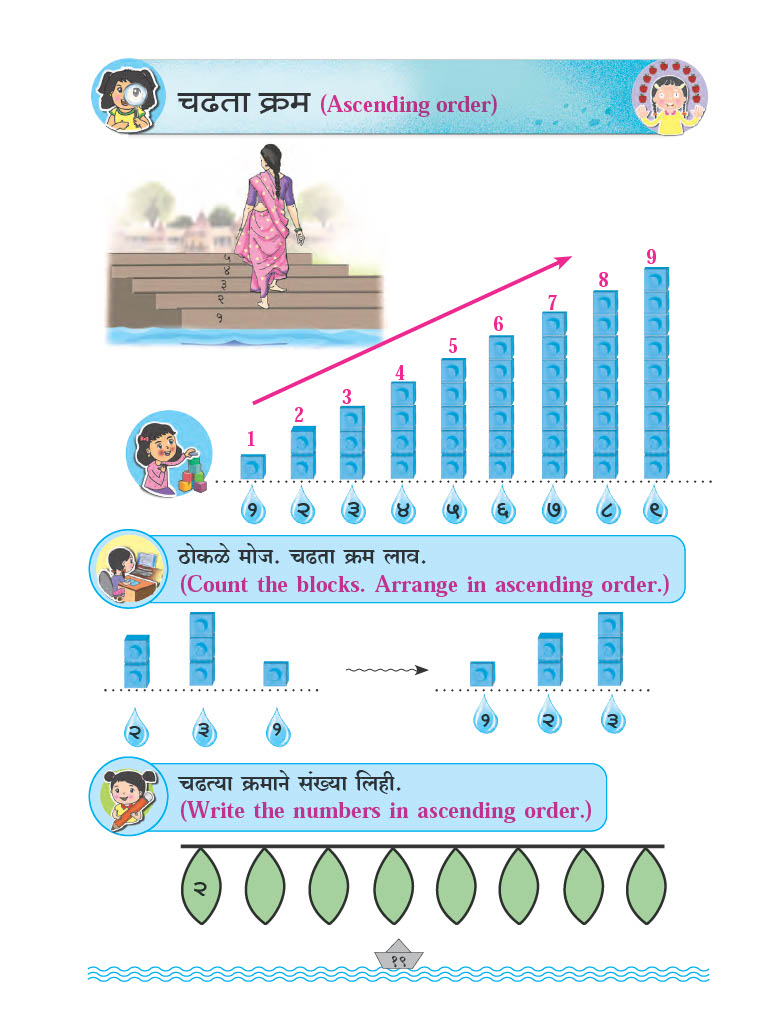 चढता क्रम (Ascending order)
५
४
३
२
१
1 2 3 4 5 6 7 8 9
१ २ ३ ४ ५ ६ ७ ८ ९
ठोकळे मोज. चढता क्रम लाव.
(Count the blocks. Arrange in ascending order.)
२ ३ १ १ २ ३
चढत्या क्रमाने संख्या लिही.
(Write the numbers in ascending order.)
२
१९